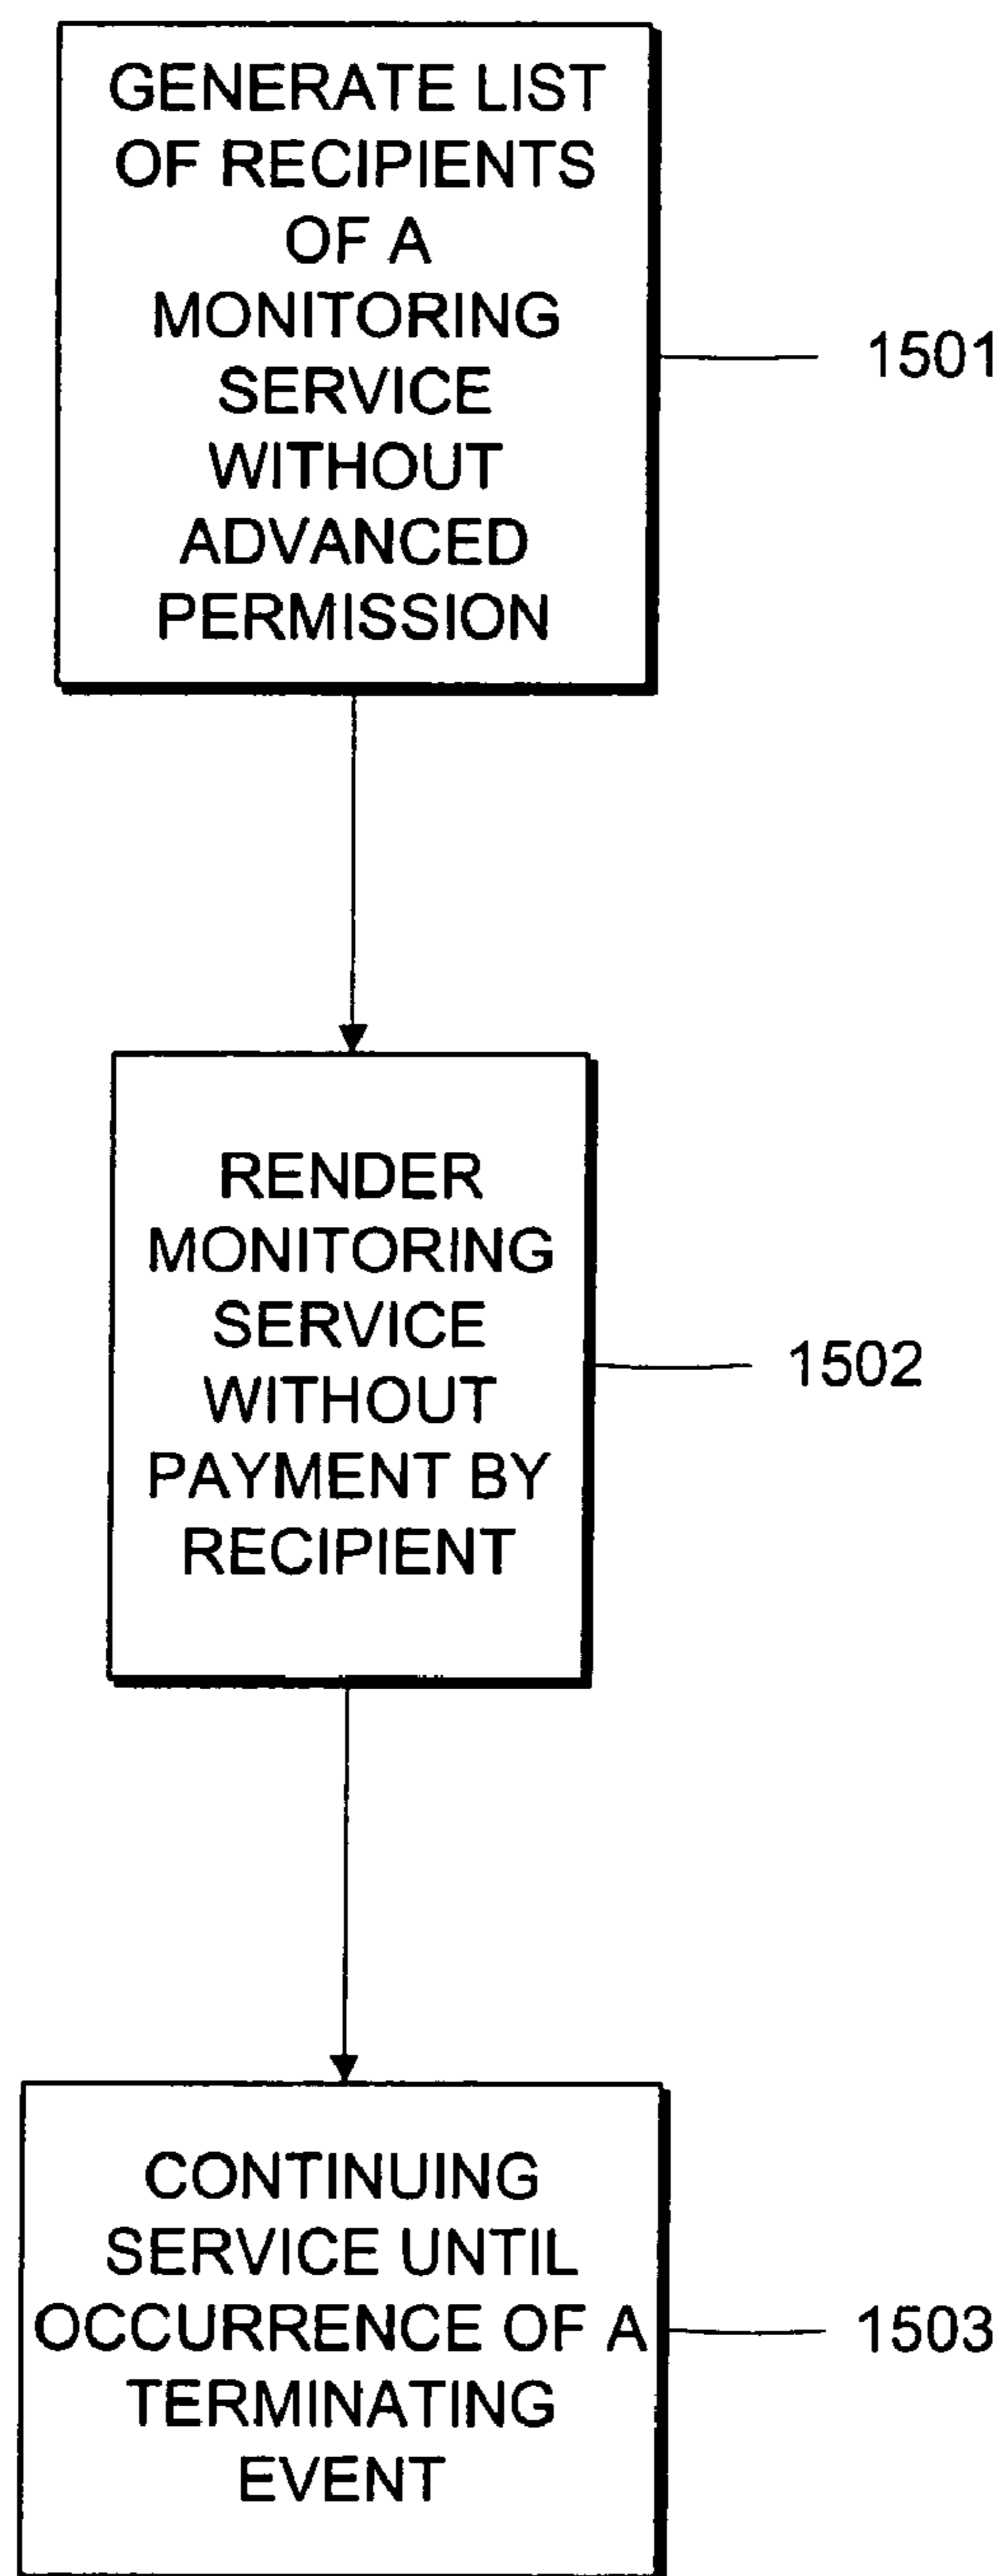 GENERATE LIST
OF RECIPIENTS
OF A
MONITORING
SERVICE
WITHOUT
ADVANCED
PERMISSION
1501
RENDER
MONITORING
SERVICE
WITHOUT
PAYMENT BY
RECIPIENT
1502
CONTINUING
SERVICE UNTIL
OCCURRENCE OF A
TERMINATING
EVENT
1503